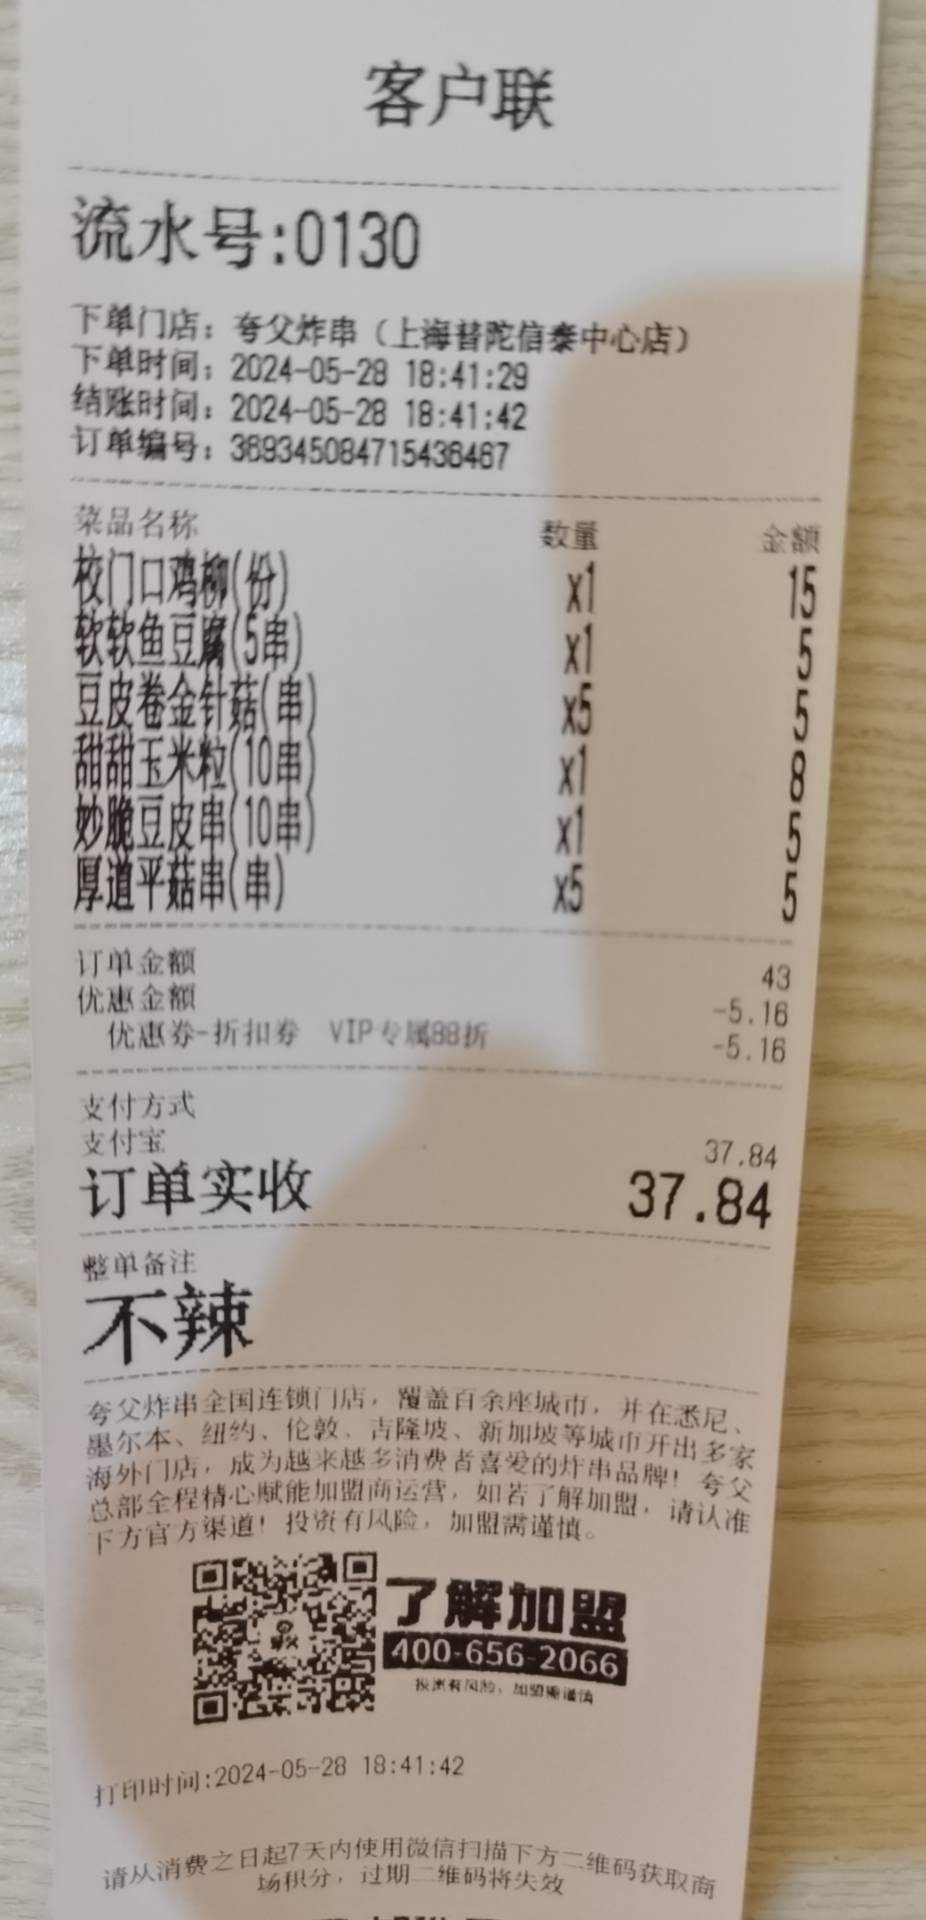 客户联
流水号:0130
下单门店：夸父炸串（上海普陀信泰中心店）
下单时间：2024-05-28 18:41:29
结账时间：2024-05-28 18:41:42
订单编号：369345084715436467
菜品名称 数量 金额
校门口鸡柳(份) x1 15
软软鱼豆腐(5串) x1 5
豆皮卷金针菇(串) x5 5
甜甜玉米粒(10串) x1 8
妙脆豆皮串(10串) x1 5
厚道平菇串(串) x5 5
订单金额 43
优惠金额 -5.16
优惠券-折扣券 VIP专属88折 -5.16
支付方式
支付宝 37.84
订单实收 37.84
整单备注
不辣
夸父炸串全国连锁门店，覆盖百余座城市，并在悉尼、
墨尔本、纽约、伦敦、吉隆坡、新加坡等城市开出多家
海外门店，成为越来越多消费者喜爱的炸串品牌！夸父
总部全程精心赋能加盟商运营，如若了解加盟，请认准
下方官方渠道！投资有风险，加盟需谨慎。
了解加盟
400-656-2066
投资有风险，加盟需谨慎
打印时间:2024-05-28 18:41:42
请从消费之日起7天内使用微信扫描下方二维码获取商
场积分，过期二维码将失效